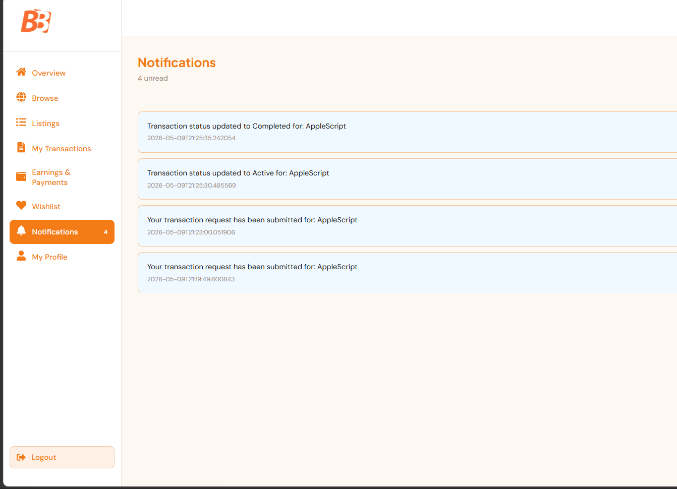 BB
Overview
Browse
Listings
My Transactions
Earnings &
Payments
Wishlist
Notifications 4
My Profile
Logout
Notifications
4 unread
Transaction status updated to Completed for: AppleScript
2026-05-09T21:25:35.242054
Transaction status updated to Active for: AppleScript
2026-05-09T21:25:30.485569
Your transaction request has been submitted for: AppleScript
2026-05-09T21:23:00.051906
Your transaction request has been submitted for: AppleScript
2026-05-09T21:19:49.600843